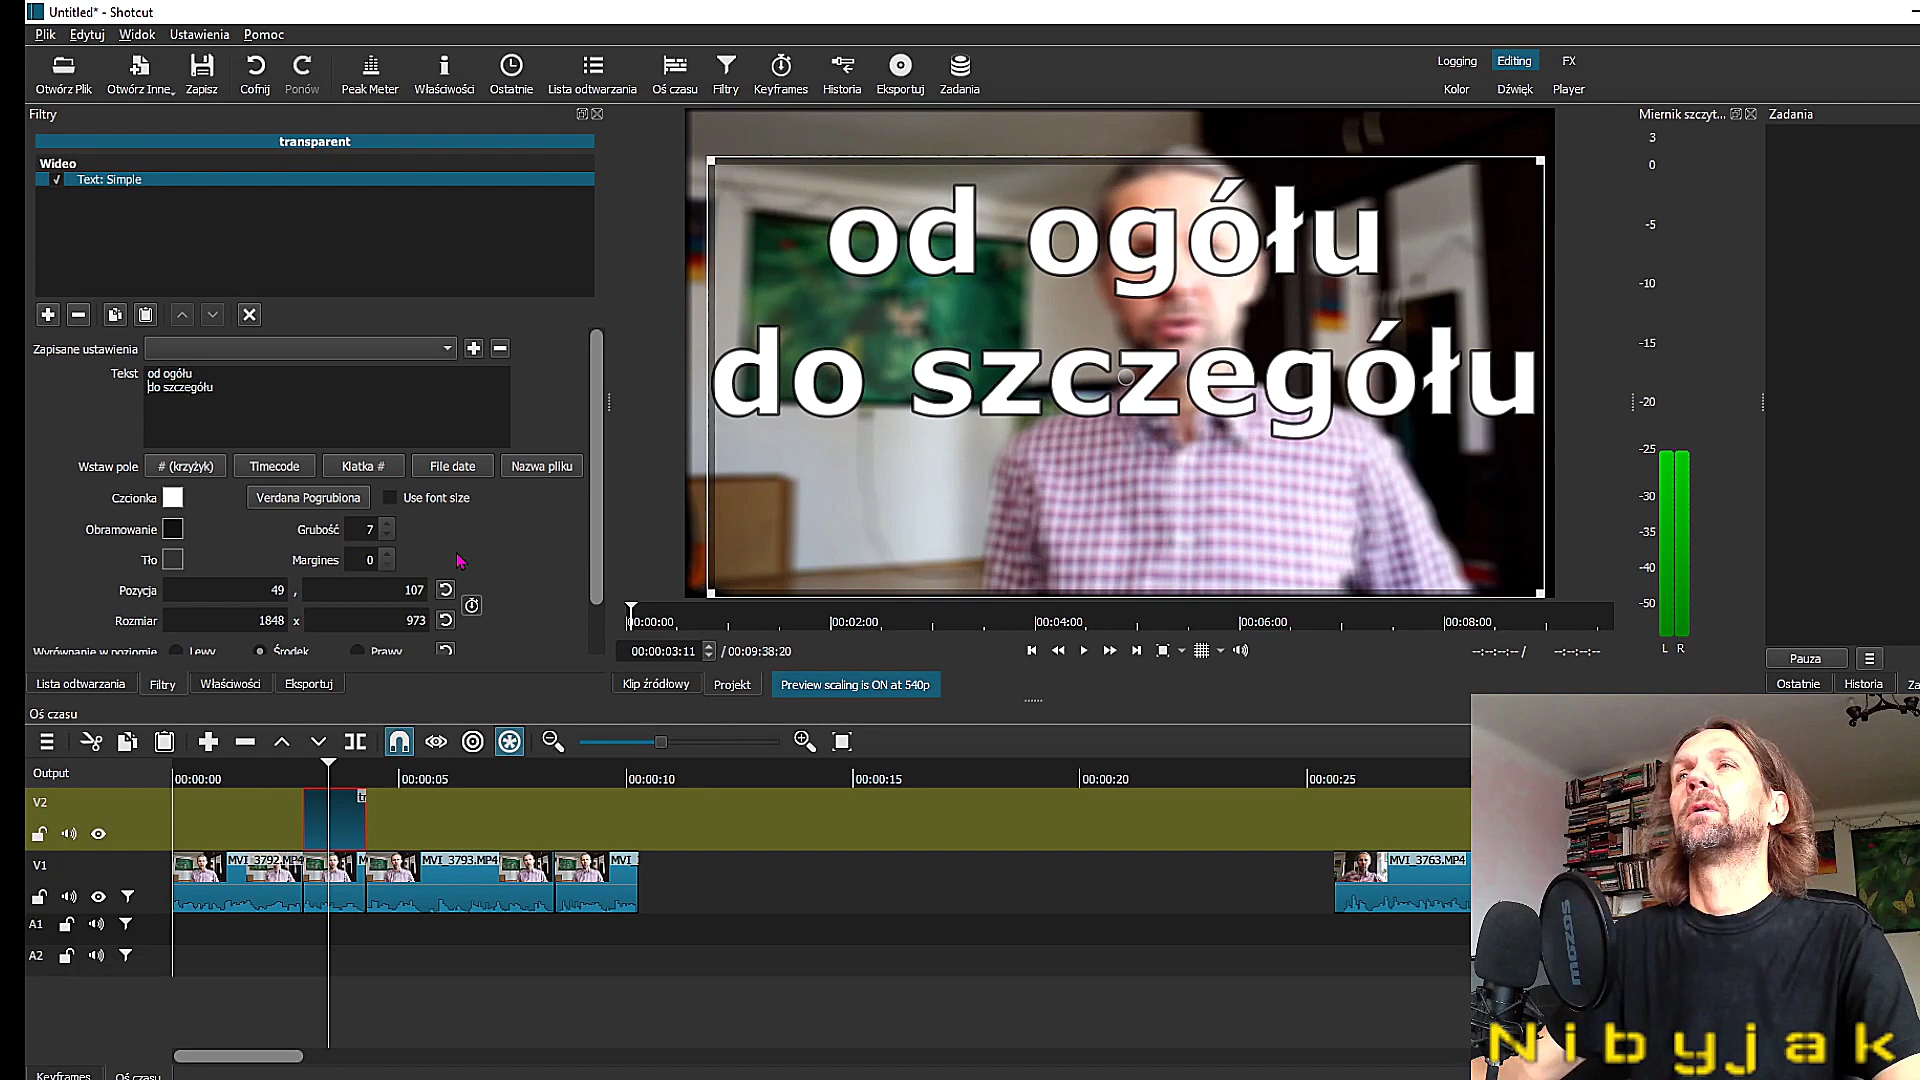 Untitled* - Shotcut
Plik Edytuj Widok Ustawienia Pomoc
Otwórz Plik Otwórz Inne Zapisz Cofnij Ponów Peak Meter Właściwości Ostatnie Lista odtwarzania Oś czasu Filtry Keyframes Historia Eksportuj Zadania
Logging Editing FX
Kolor Dźwięk Player
Filtry
transparent
Wideo
Text: Simple
Zapisane ustawienia
Tekst od ogółu
do szczegółu
Wstaw pole # (krzyżyk) Timecode Klatka # File date Nazwa pliku
Czcionka Verdana Pogrubiona Use font size
Obramowanie Grubość 7
Tło Margines 0
Pozycja 49 , 107
Rozmiar 1848 x 973
Wyrównanie w poziomie Lewy Środek Prawy
Lista odtwarzania Filtry Właściwości Eksportuj
od ogółu
do szczegółu
00:00:00 00:02:00 00:04:00 00:06:00 00:08:00
00:00:03:11 / 00:09:38:20 --:--:--:-- / --:--:--:--
Klip źródłowy Projekt Preview scaling is ON at 540p
Miernik szczyt...
3
0
-5
-10
-15
-20
-25
-30
-35
-40
-50
L R
Zadania
Pauza
Ostatnie Historia Za
Oś czasu
Output
00:00:00 00:00:05 00:00:10 00:00:15 00:00:20 00:00:25
V2
V1
MVI_3792.MP4 MVI_3793.MP4 MVI_ MVI_3763.MP4
A1
A2
Keyframes Oś czasu
Nibyjak